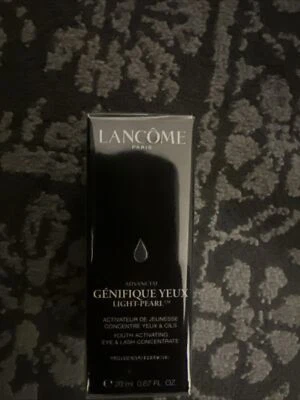 LANCÔME
PARIS
ADVANCED
GÉNIFIQUE YEUX
LIGHT-PEARL™
ACTIVATEUR DE JEUNESSE
CONCENTRÉ YEUX & CILS
YOUTH ACTIVATING
EYE & LASH CONCENTRATE
20 ml 0.67 FL. OZ.